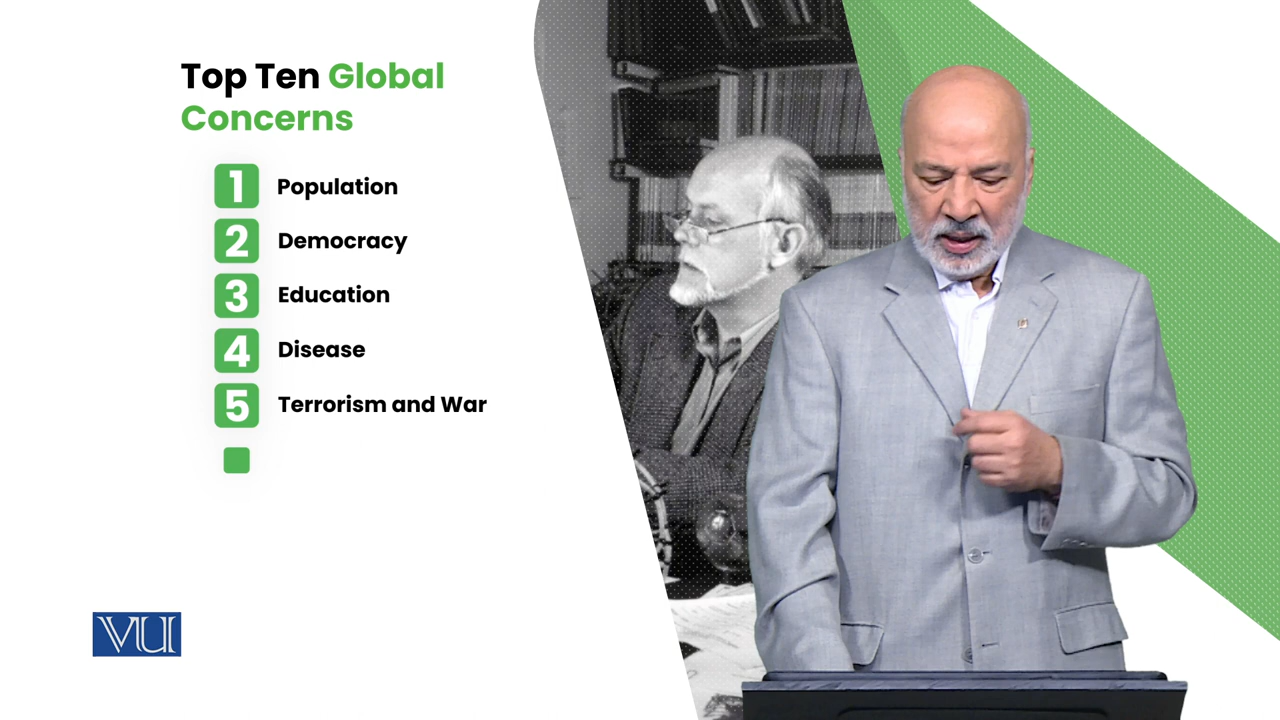 Top Ten Global
Concerns
1 Population
2 Democracy
3 Education
4 Disease
5 Terrorism and War
VU